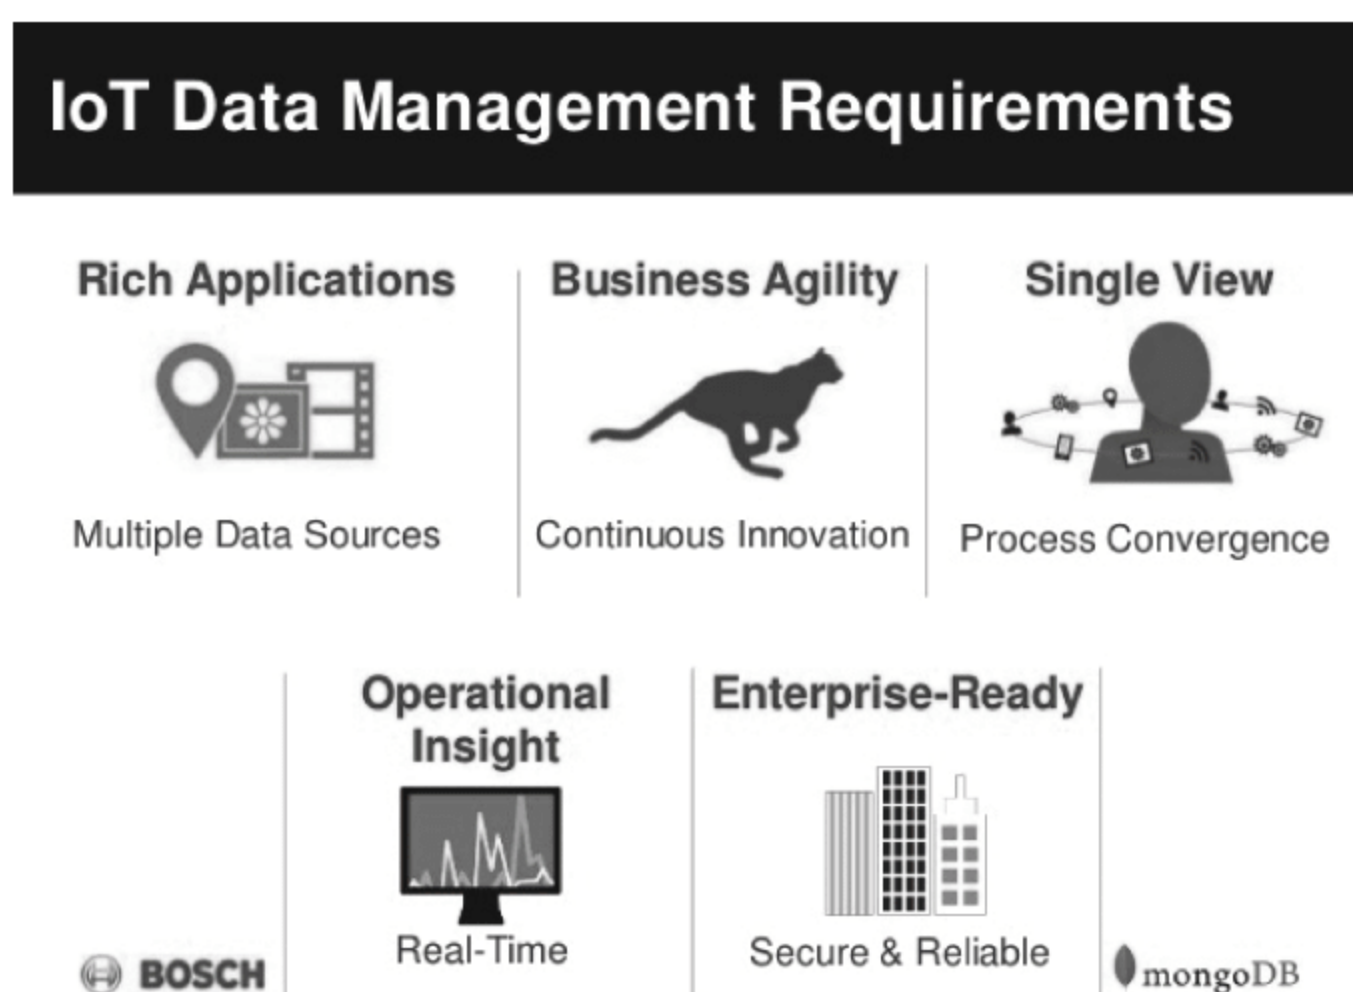 IoT Data Management Requirements
Rich Applications
Multiple Data Sources
Business Agility
Continuous Innovation
Single View
Process Convergence
Operational
Insight
Real-Time
Enterprise-Ready
Secure & Reliable
BOSCH
mongoDB